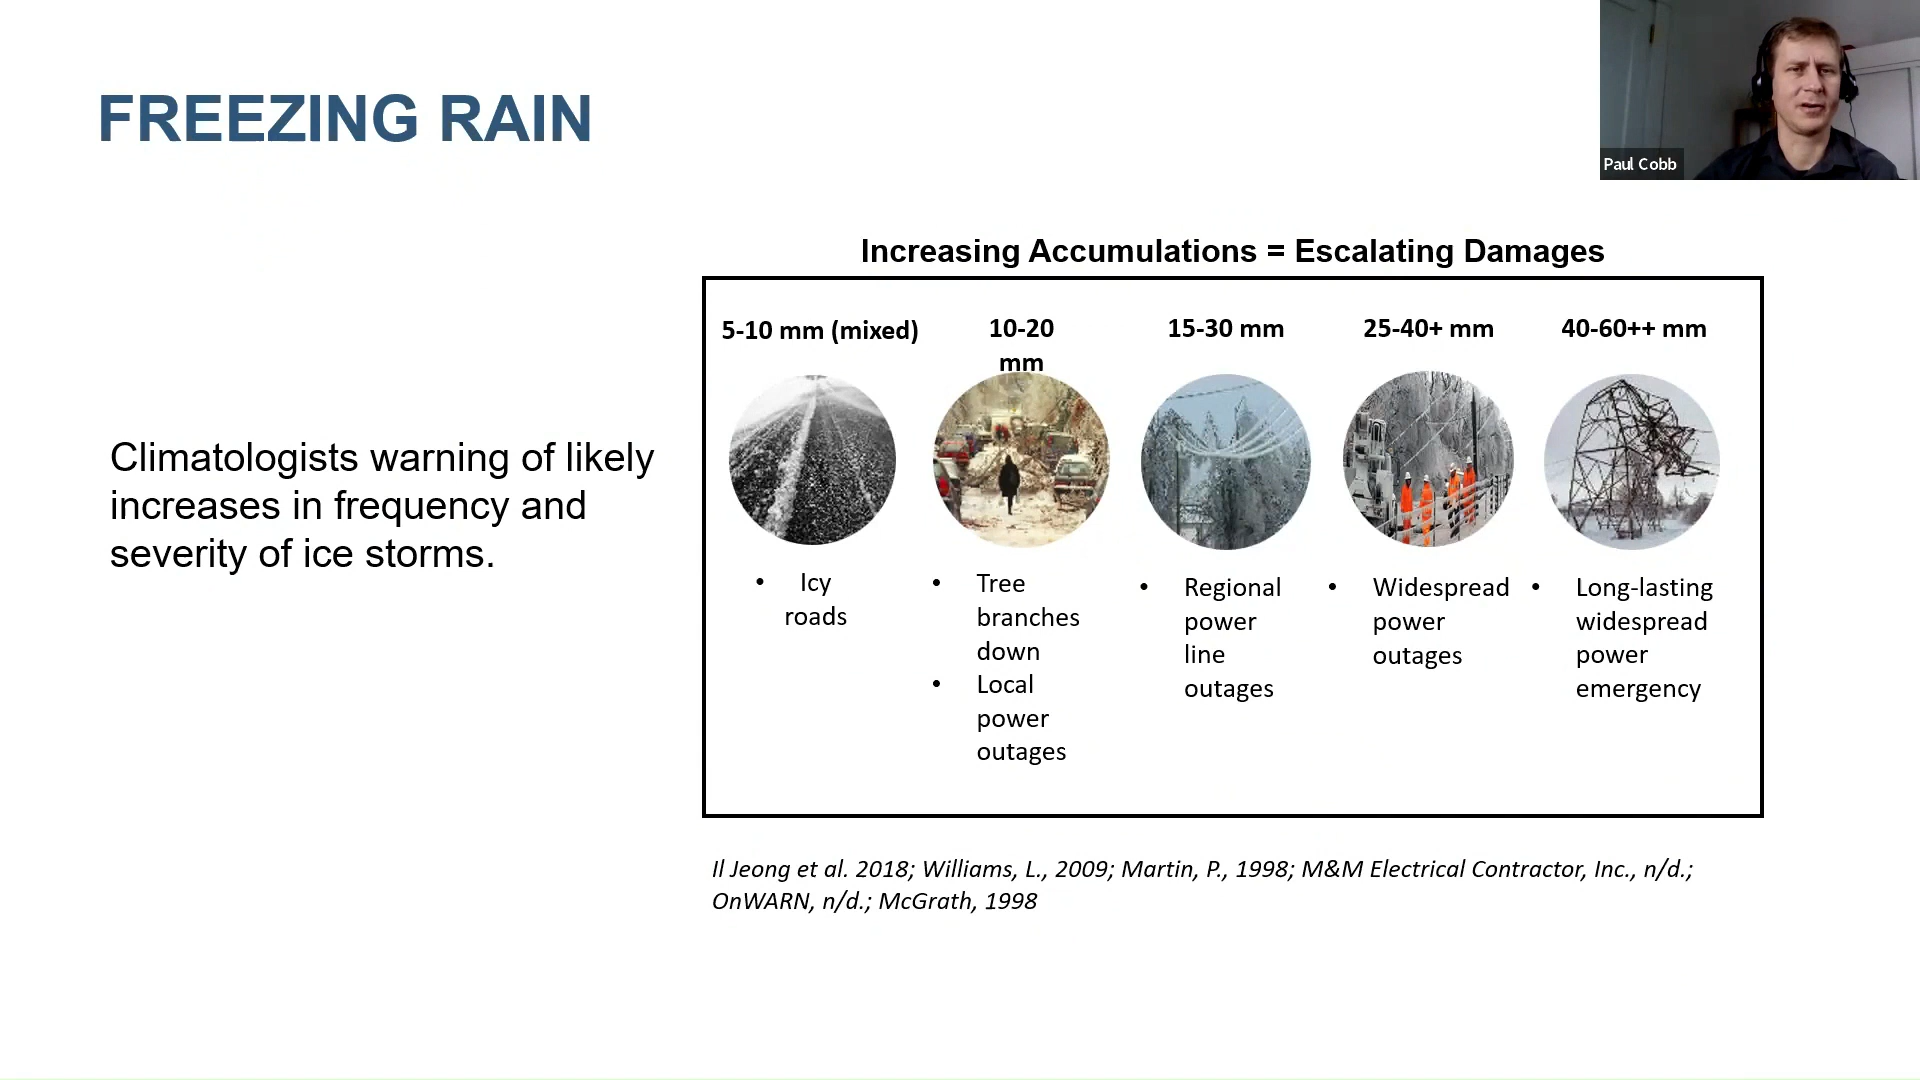 FREEZING RAIN
Paul Cobb
Increasing Accumulations = Escalating Damages
Climatologists warning of likely
increases in frequency and
severity of ice storms.
5-10 mm (mixed)
• Icy
roads
10-20
mm
• Tree
branches
down
• Local
power
outages
15-30 mm
• Regional
power
line
outages
25-40+ mm
• Widespread
power
outages
40-60++ mm
• Long-lasting
widespread
power
emergency
Il Jeong et al. 2018; Williams, L., 2009; Martin, P., 1998; M&M Electrical Contractor, Inc., n/d.;
OnWARN, n/d.; McGrath, 1998